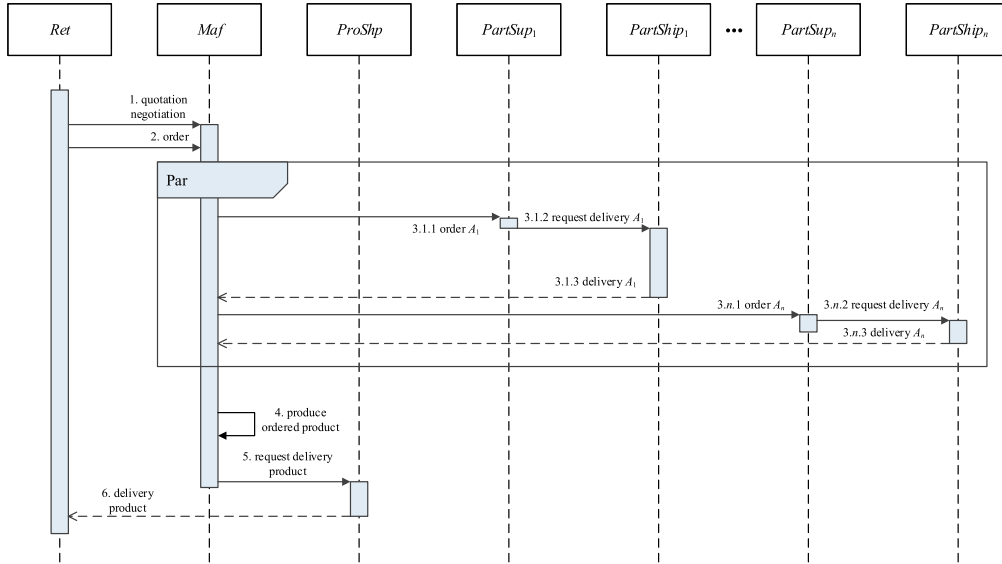 Ret
Maf
ProShp
PartSup₁
PartShip₁
•••
PartSupₙ
PartShipₙ
1. quotation
negotiation
2. order
Par
3.1.1 order A₁
3.1.2 request delivery A₁
3.1.3 delivery A₁
3.n.1 order Aₙ
3.n.2 request delivery Aₙ
3.n.3 delivery Aₙ
4. produce
ordered product
5. request delivery
product
6. delivery
product